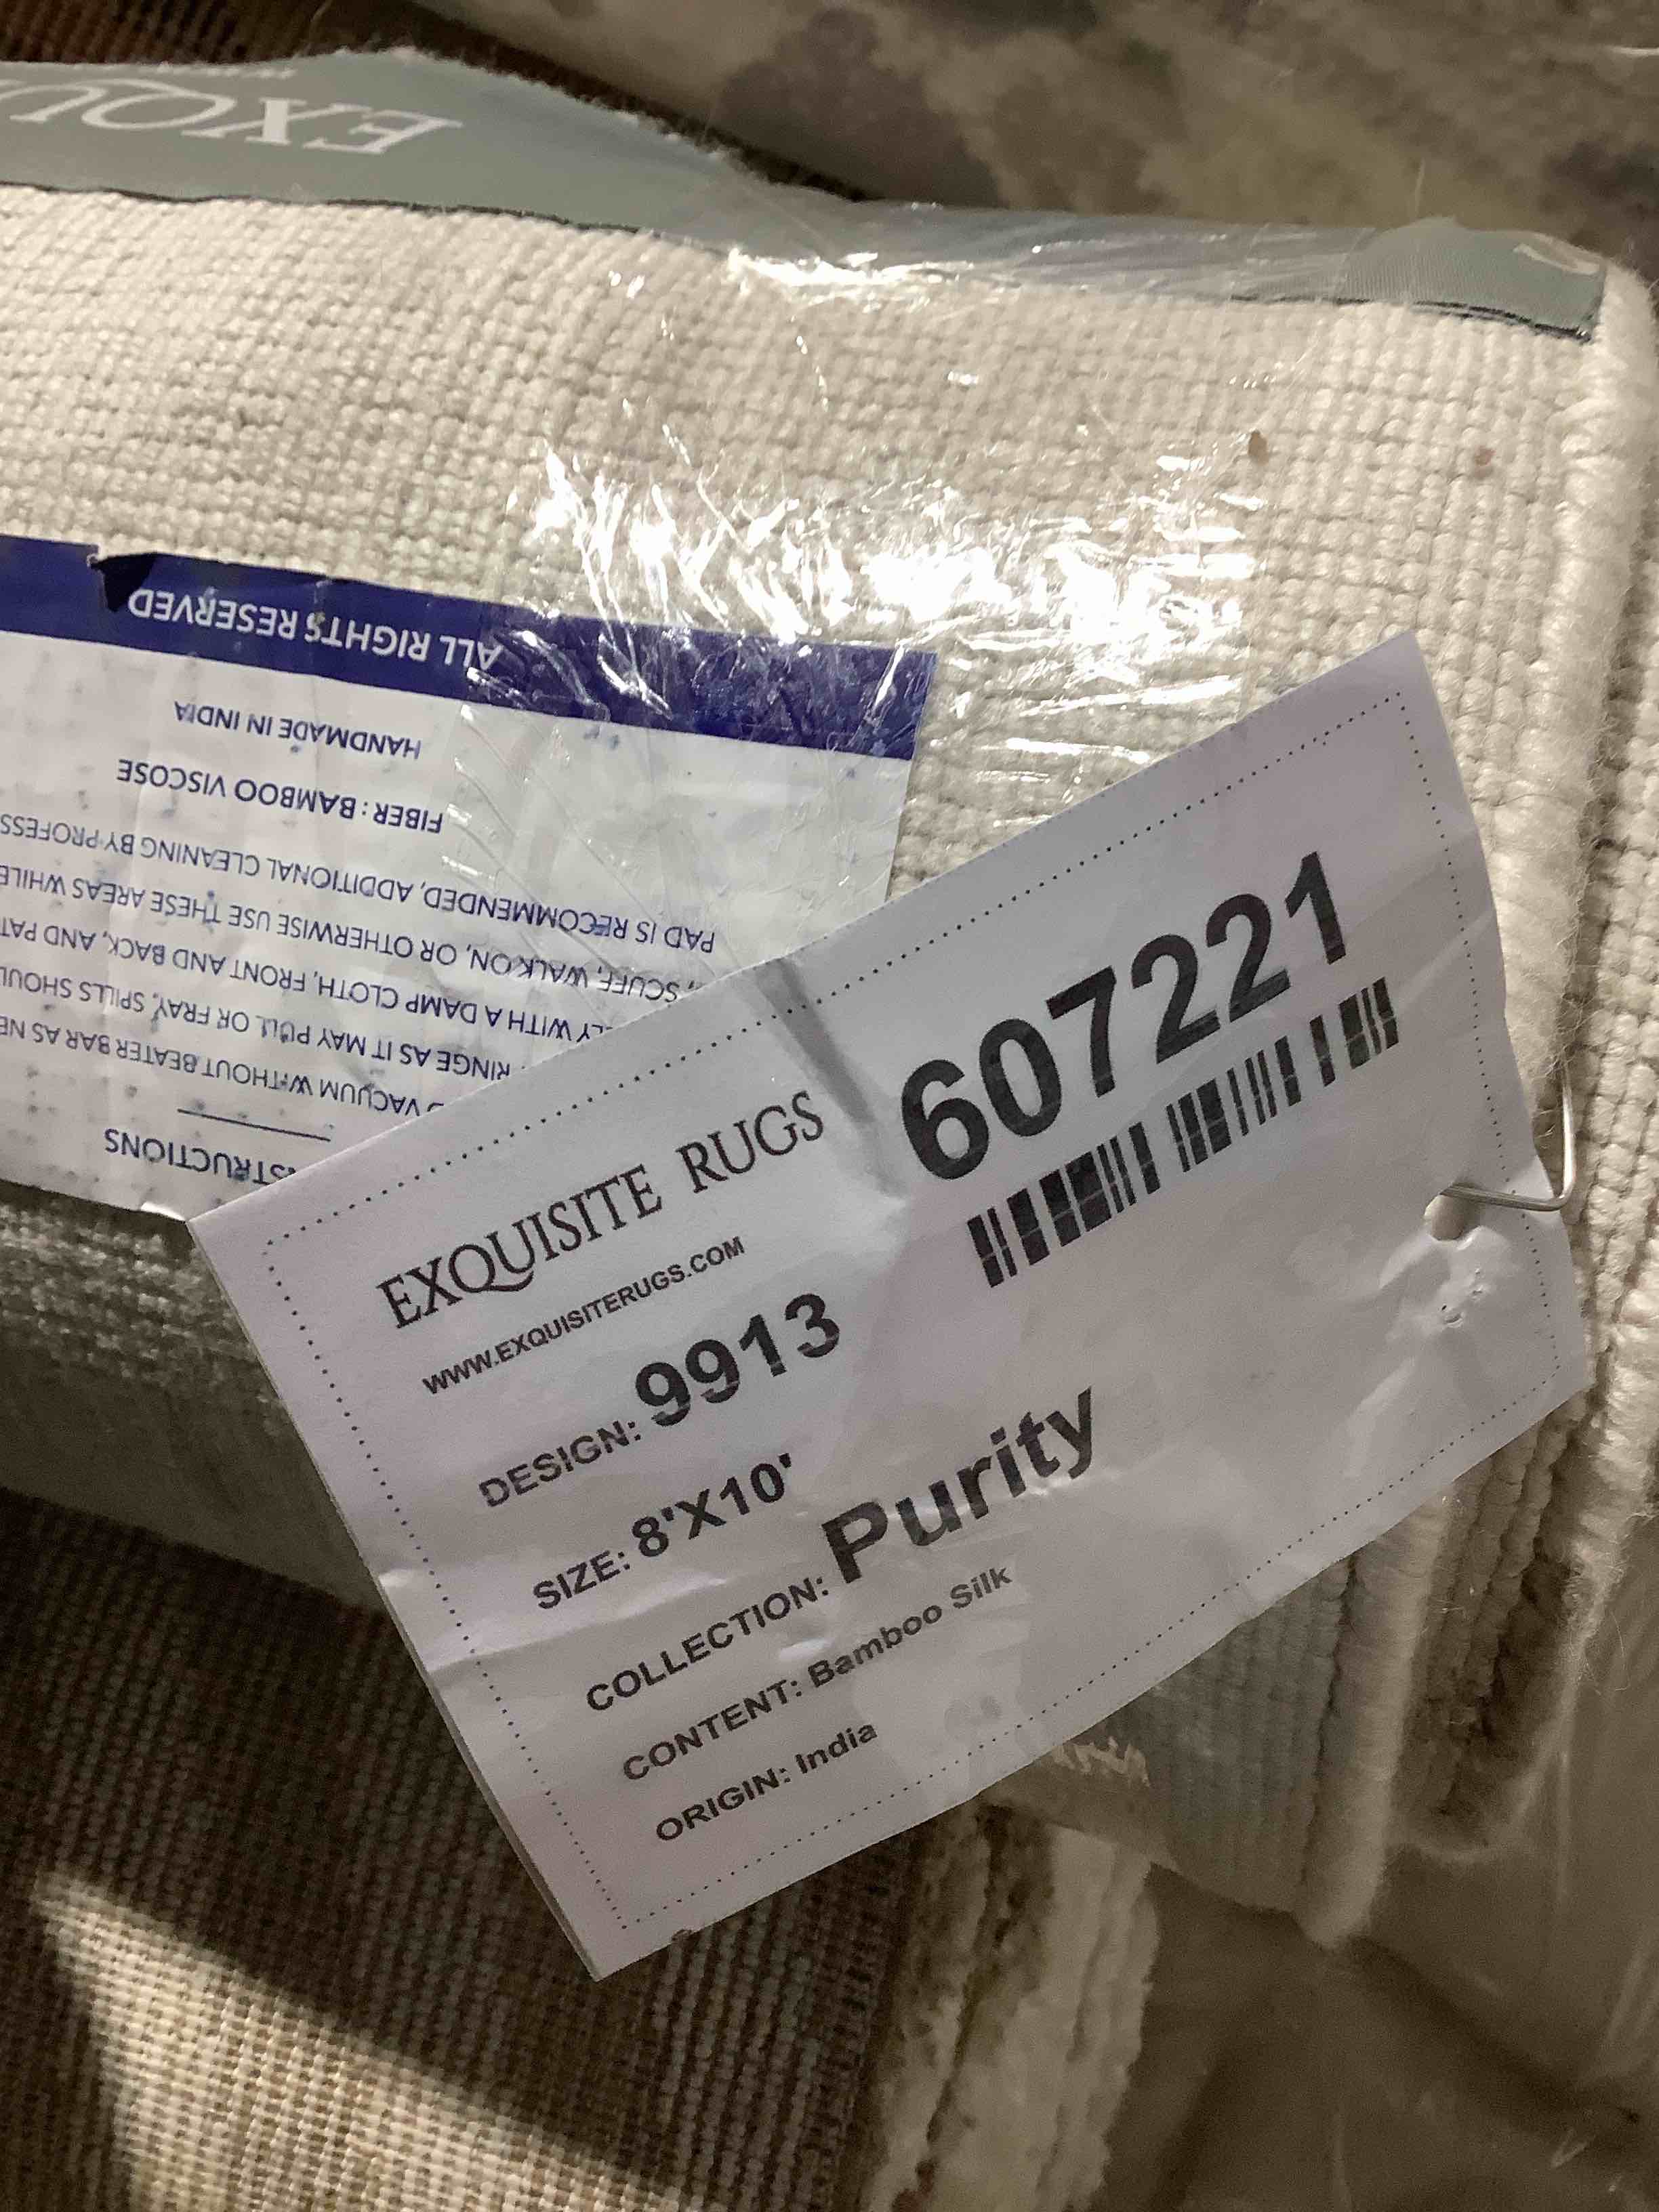 EXQU
ALL RIGHTS RESERVED
HANDMADE IN INDIA
FIBER: BAMBOO VISCOSE
PAD IS RECOMMENDED, ADDITIONAL CLEANING BY PROFESS
, SCUFF, WALK ON, OR OTHERWISE USE THESE AREAS WHILE
LY WITH A DAMP CLOTH, FRONT AND BACK, AND PAT
RINGE AS IT MAY PULL OR FRAY, SPILLS SHOUL
VACUUM WITHOUT BEATER BAR AS NE
STRUCTIONS
EXQUISITE RUGS
WWW.EXQUISITERUGS.COM
607221
DESIGN: 9913
SIZE: 8'X10'
COLLECTION: Purity
CONTENT: Bamboo Silk
ORIGIN: India